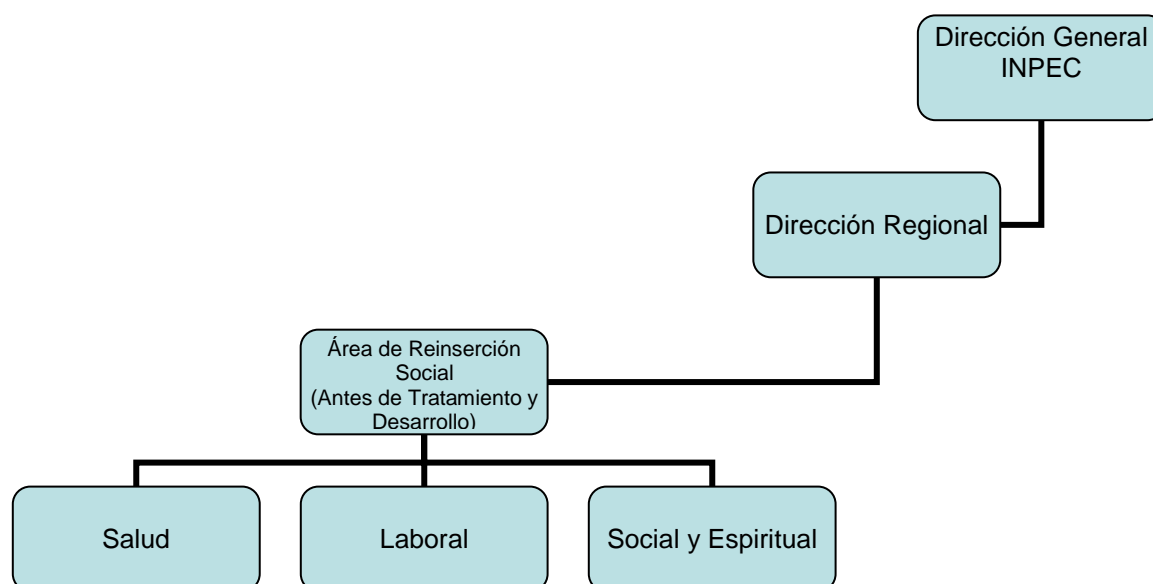 Dirección General
INPEC
Dirección Regional
Área de Reinserción
Social
(Antes de Tratamiento y
Desarrollo)
Salud
Laboral
Social y Espiritual